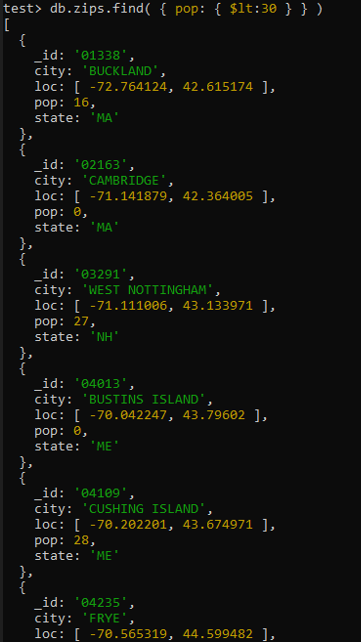 test> db.zips.find( { pop: { $lt:30 } } )
[
  {
    _id: '01338',
    city: 'BUCKLAND',
    loc: [ -72.764124, 42.615174 ],
    pop: 16,
    state: 'MA'
  },
  {
    _id: '02163',
    city: 'CAMBRIDGE',
    loc: [ -71.141879, 42.364005 ],
    pop: 0,
    state: 'MA'
  },
  {
    _id: '03291',
    city: 'WEST NOTTINGHAM',
    loc: [ -71.111006, 43.133971 ],
    pop: 27,
    state: 'NH'
  },
  {
    _id: '04013',
    city: 'BUSTINS ISLAND',
    loc: [ -70.042247, 43.79602 ],
    pop: 0,
    state: 'ME'
  },
  {
    _id: '04109',
    city: 'CUSHING ISLAND',
    loc: [ -70.202201, 43.674971 ],
    pop: 28,
    state: 'ME'
  },
  {
    _id: '04235',
    city: 'FRYE',
    loc: [ -70.565319, 44.599482 ],